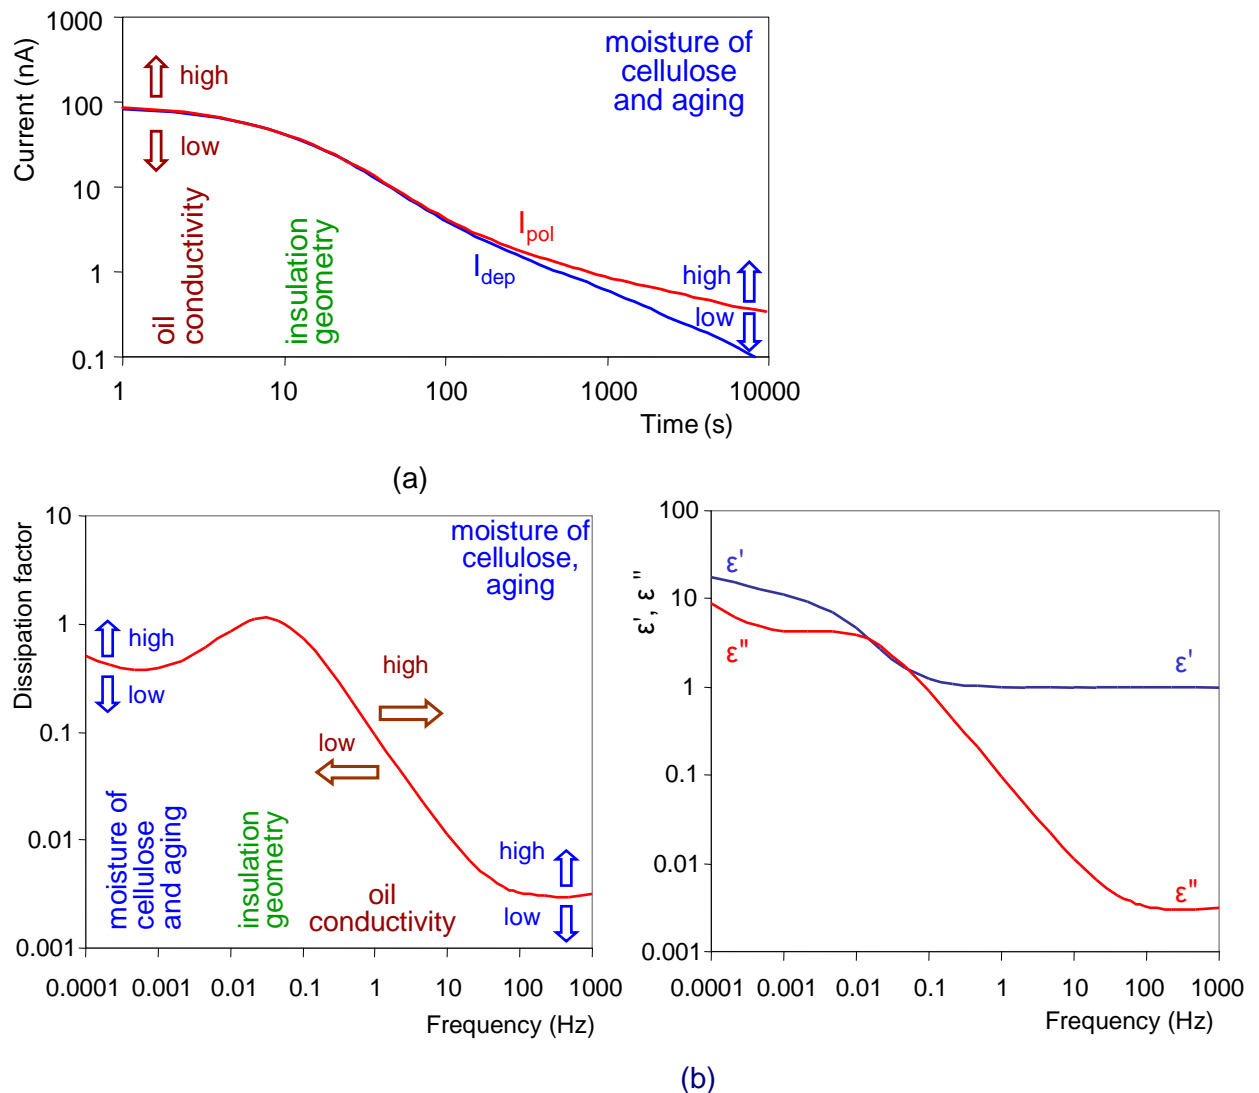 1000
100
10
1
0.1
Current (nA)
high
low
oil
conductivity
insulation
geometry
moisture of
cellulose
and aging
I_pol
I_dep
high
low
1 10 100 1000 10000
Time (s)
(a)
10
1
0.1
0.01
0.001
Dissipation factor
moisture of
cellulose,
aging
high
low
high
low
moisture of
cellulose
and aging
insulation
geometry
oil
conductivity
high
low
0.0001 0.001 0.01 0.1 1 10 100 1000
Frequency (Hz)
100
10
1
0.1
0.01
0.001
ε', ε"
ε'
ε"
ε'
ε"
0.0001 0.001 0.01 0.1 1 10 100 1000
Frequency (Hz)
(b)